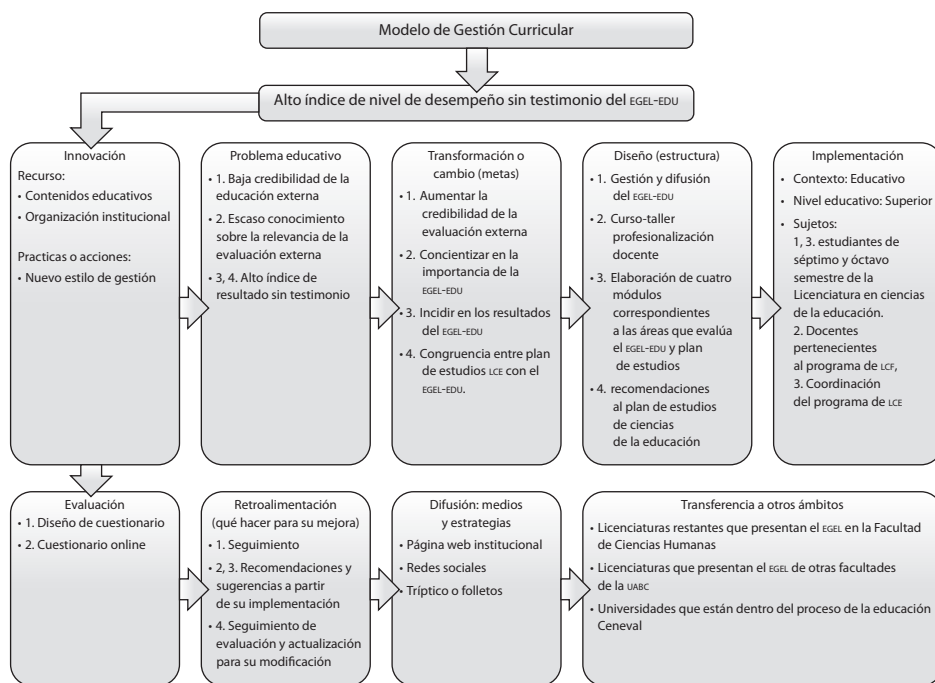 Modelo de Gestión Curricular
Alto índice de nivel de desempeño sin testimonio del EGEL-EDU
Innovación
Recurso:
• Contenidos educativos
• Organización institucional
Practicas o acciones:
• Nuevo estilo de gestión
Problema educativo
• 1. Baja credibilidad de la
educación externa
• 2. Escaso conocimiento
sobre la relevancia de la
evaluación externa
• 3, 4. Alto índice de
resultado sin testimonio
Transformación o
cambio (metas)
• 1. Aumentar la
credibilidad de la
evaluación externa
• 2. Concientizar en la
importancia de la
EGEL-EDU
• 3. Incidir en los resultados
del EGEL-EDU
• 4. Congruencia entre plan
de estudios LCE con el
EGEL-EDU.
Diseño (estructura)
• 1. Gestión y difusión
del EGEL-EDU
• 2. Curso-taller
profesionalización
docente
• 3. Elaboración de cuatro
módulos
correspondientes
a las áreas que evalúa
el EGEL-EDU y plan
de estudios
• 4. recomendaciones
al plan de estudios
de ciencias
de la educación
Implementación
• Contexto: Educativo
• Nivel educativo: Superior
• Sujetos:
1, 3. estudiantes de
séptimo y óctavo
semestre de la
Licenciatura en ciencias
de la educación.
2. Docentes
pertenecientes
al programa de LCF,
3. Coordinación
del programa de LCE
Evaluación
• 1. Diseño de cuestionario
• 2. Cuestionario online
Retroalimentación
(qué hacer para su mejora)
• 1. Seguimiento
• 2, 3. Recomendaciones y
sugerencias a partir
de su implementación
• 4. Seguimiento de
evaluación y actualización
para su modificación
Difusión: medios
y estrategias
• Página web institucional
• Redes sociales
• Tríptico o folletos
Transferencia a otros ámbitos
• Licenciaturas restantes que presentan el EGEL en la Facultad
de Ciencias Humanas
• Licenciaturas que presentan el EGEL de otras facultades
de la UABC
• Universidades que están dentro del proceso de la educación
Ceneval